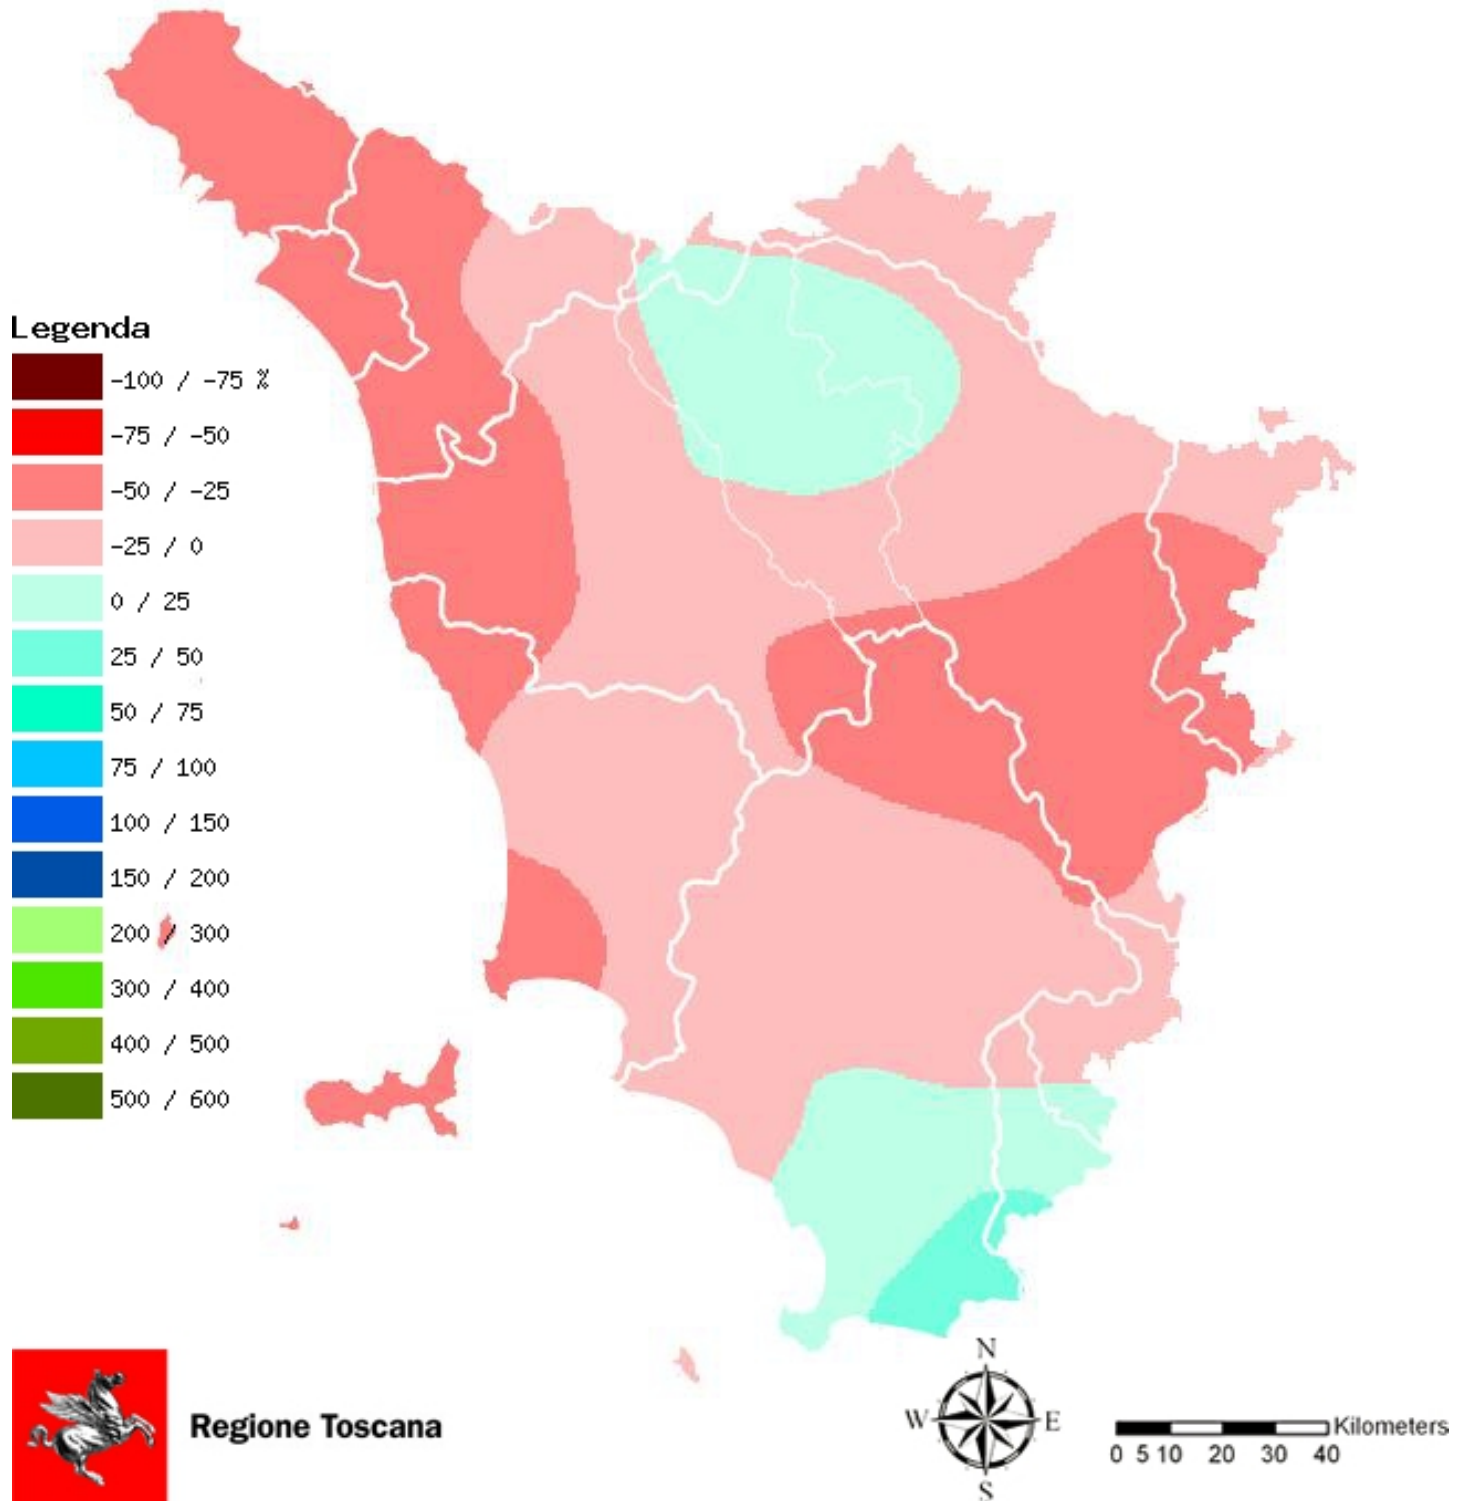 Legenda
-100 / -75 %
-75 / -50
-50 / -25
-25 / 0
0 / 25
25 / 50
50 / 75
75 / 100
100 / 150
150 / 200
200 / 300
300 / 400
400 / 500
500 / 600
Regione Toscana
N
W E
S
Kilometers
0 5 10 20 30 40